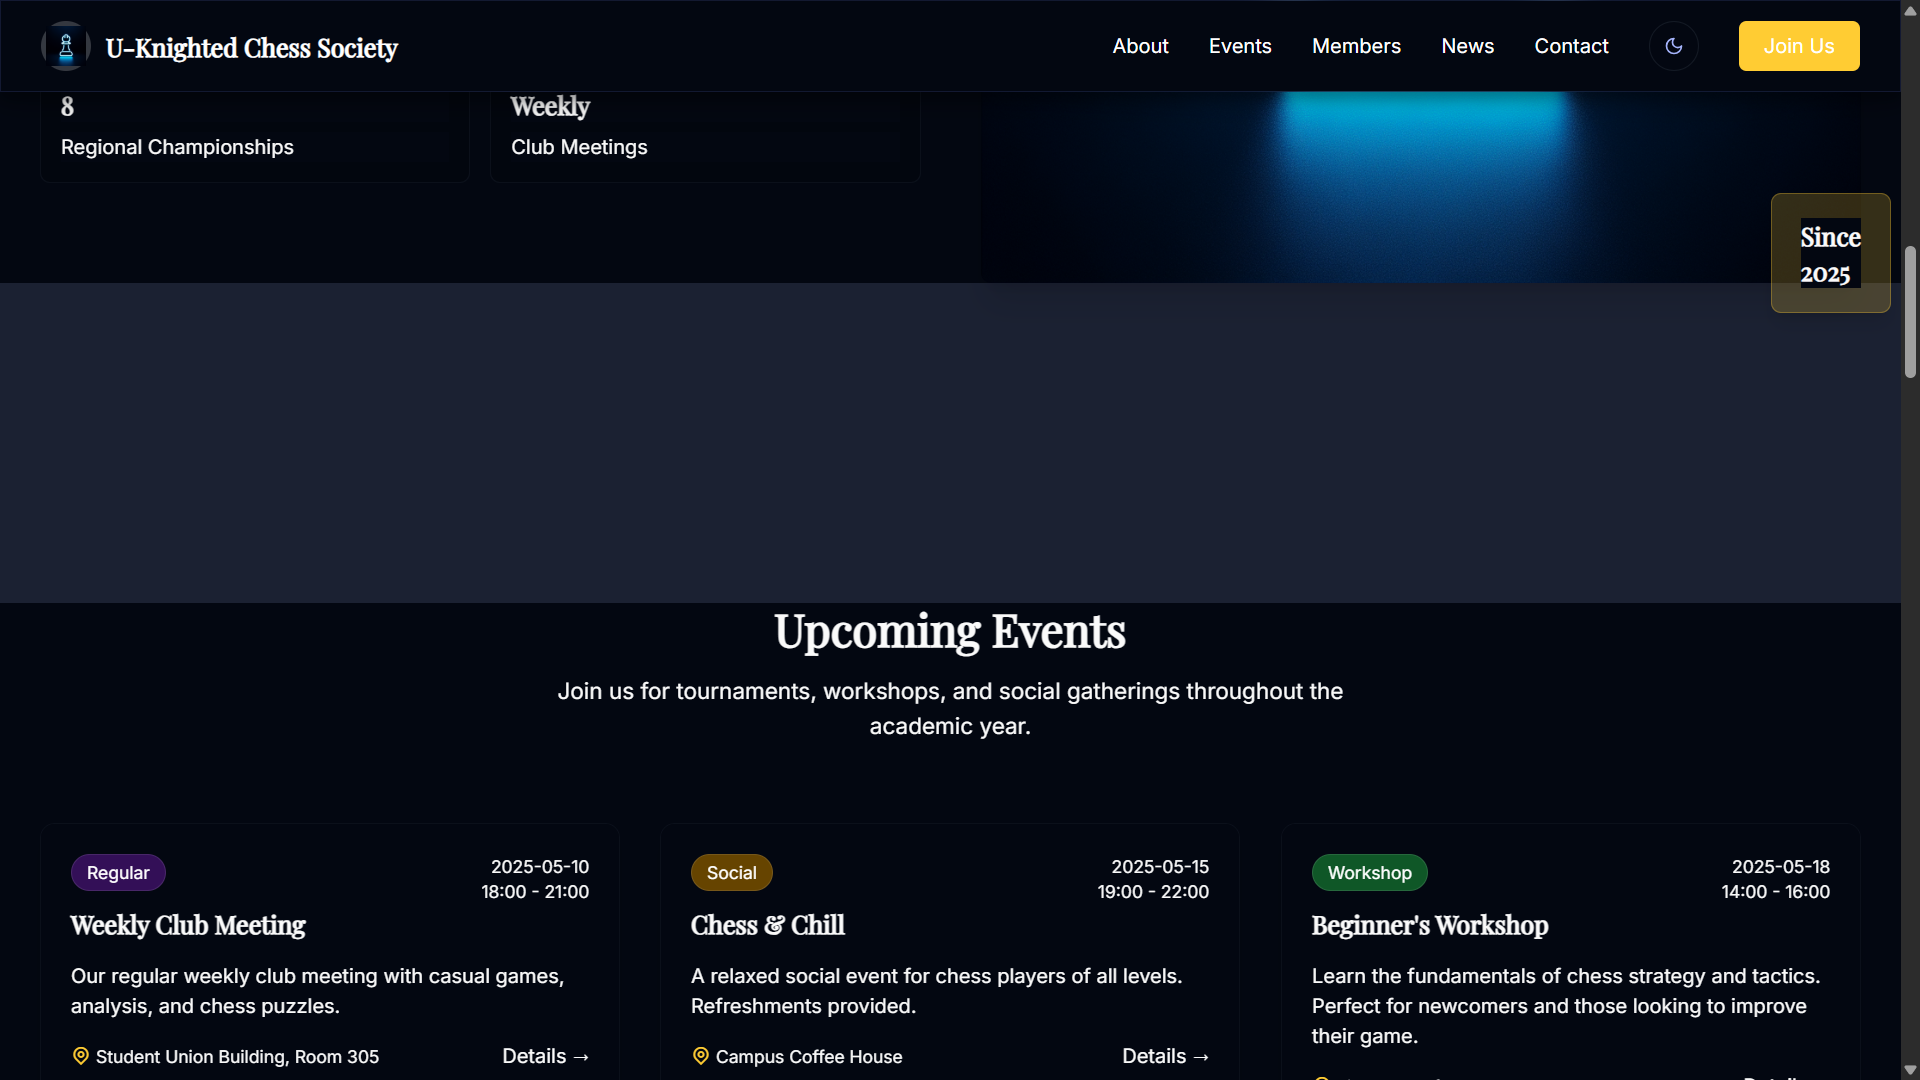 U-Knighted Chess Society
About
Events
Members
News
Contact
Join Us
8
Regional Championships
Weekly
Club Meetings
Since
2025
Upcoming Events
Join us for tournaments, workshops, and social gatherings throughout the
academic year.
Regular
2025-05-10
18:00 - 21:00
Weekly Club Meeting
Our regular weekly club meeting with casual games,
analysis, and chess puzzles.
Student Union Building, Room 305
Details →
Social
2025-05-15
19:00 - 22:00
Chess & Chill
A relaxed social event for chess players of all levels.
Refreshments provided.
Campus Coffee House
Details →
Workshop
2025-05-18
14:00 - 16:00
Beginner's Workshop
Learn the fundamentals of chess strategy and tactics.
Perfect for newcomers and those looking to improve
their game.